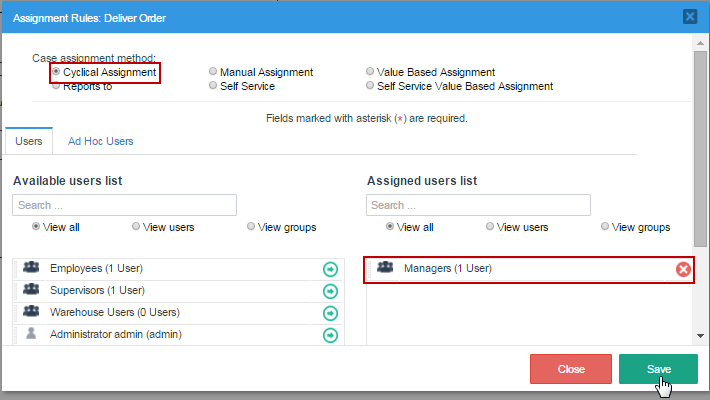 Assignment Rules: Deliver Order
Case assignment method:
Cyclical Assignment Manual Assignment Value Based Assignment
Reports to Self Service Self Service Value Based Assignment
Fields marked with asterisk (*) are required.
Users Ad Hoc Users
Available users list Assigned users list
Search ... Search ...
View all View users View groups View all View users View groups
Employees (1 User) Managers (1 User)
Supervisors (1 User)
Warehouse Users (0 Users)
Administrator admin (admin)
Close Save